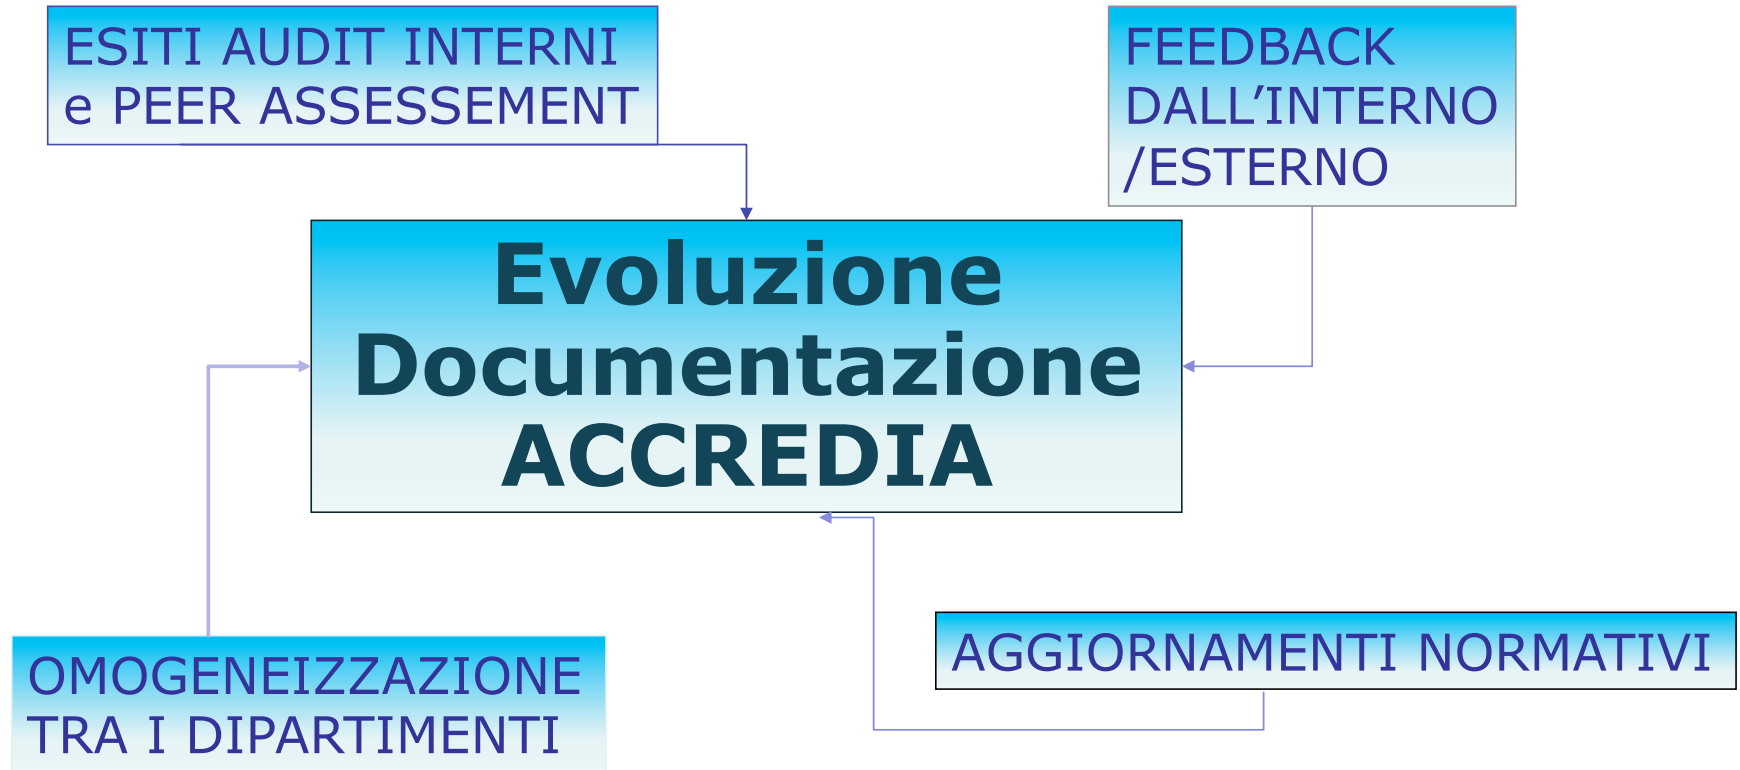 ESITI AUDIT INTERNI
e PEER ASSESSEMENT
FEEDBACK
DALL’INTERNO
/ESTERNO
Evoluzione
Documentazione
ACCREDIA
OMOGENEIZZAZIONE
TRA I DIPARTIMENTI
AGGIORNAMENTI NORMATIVI